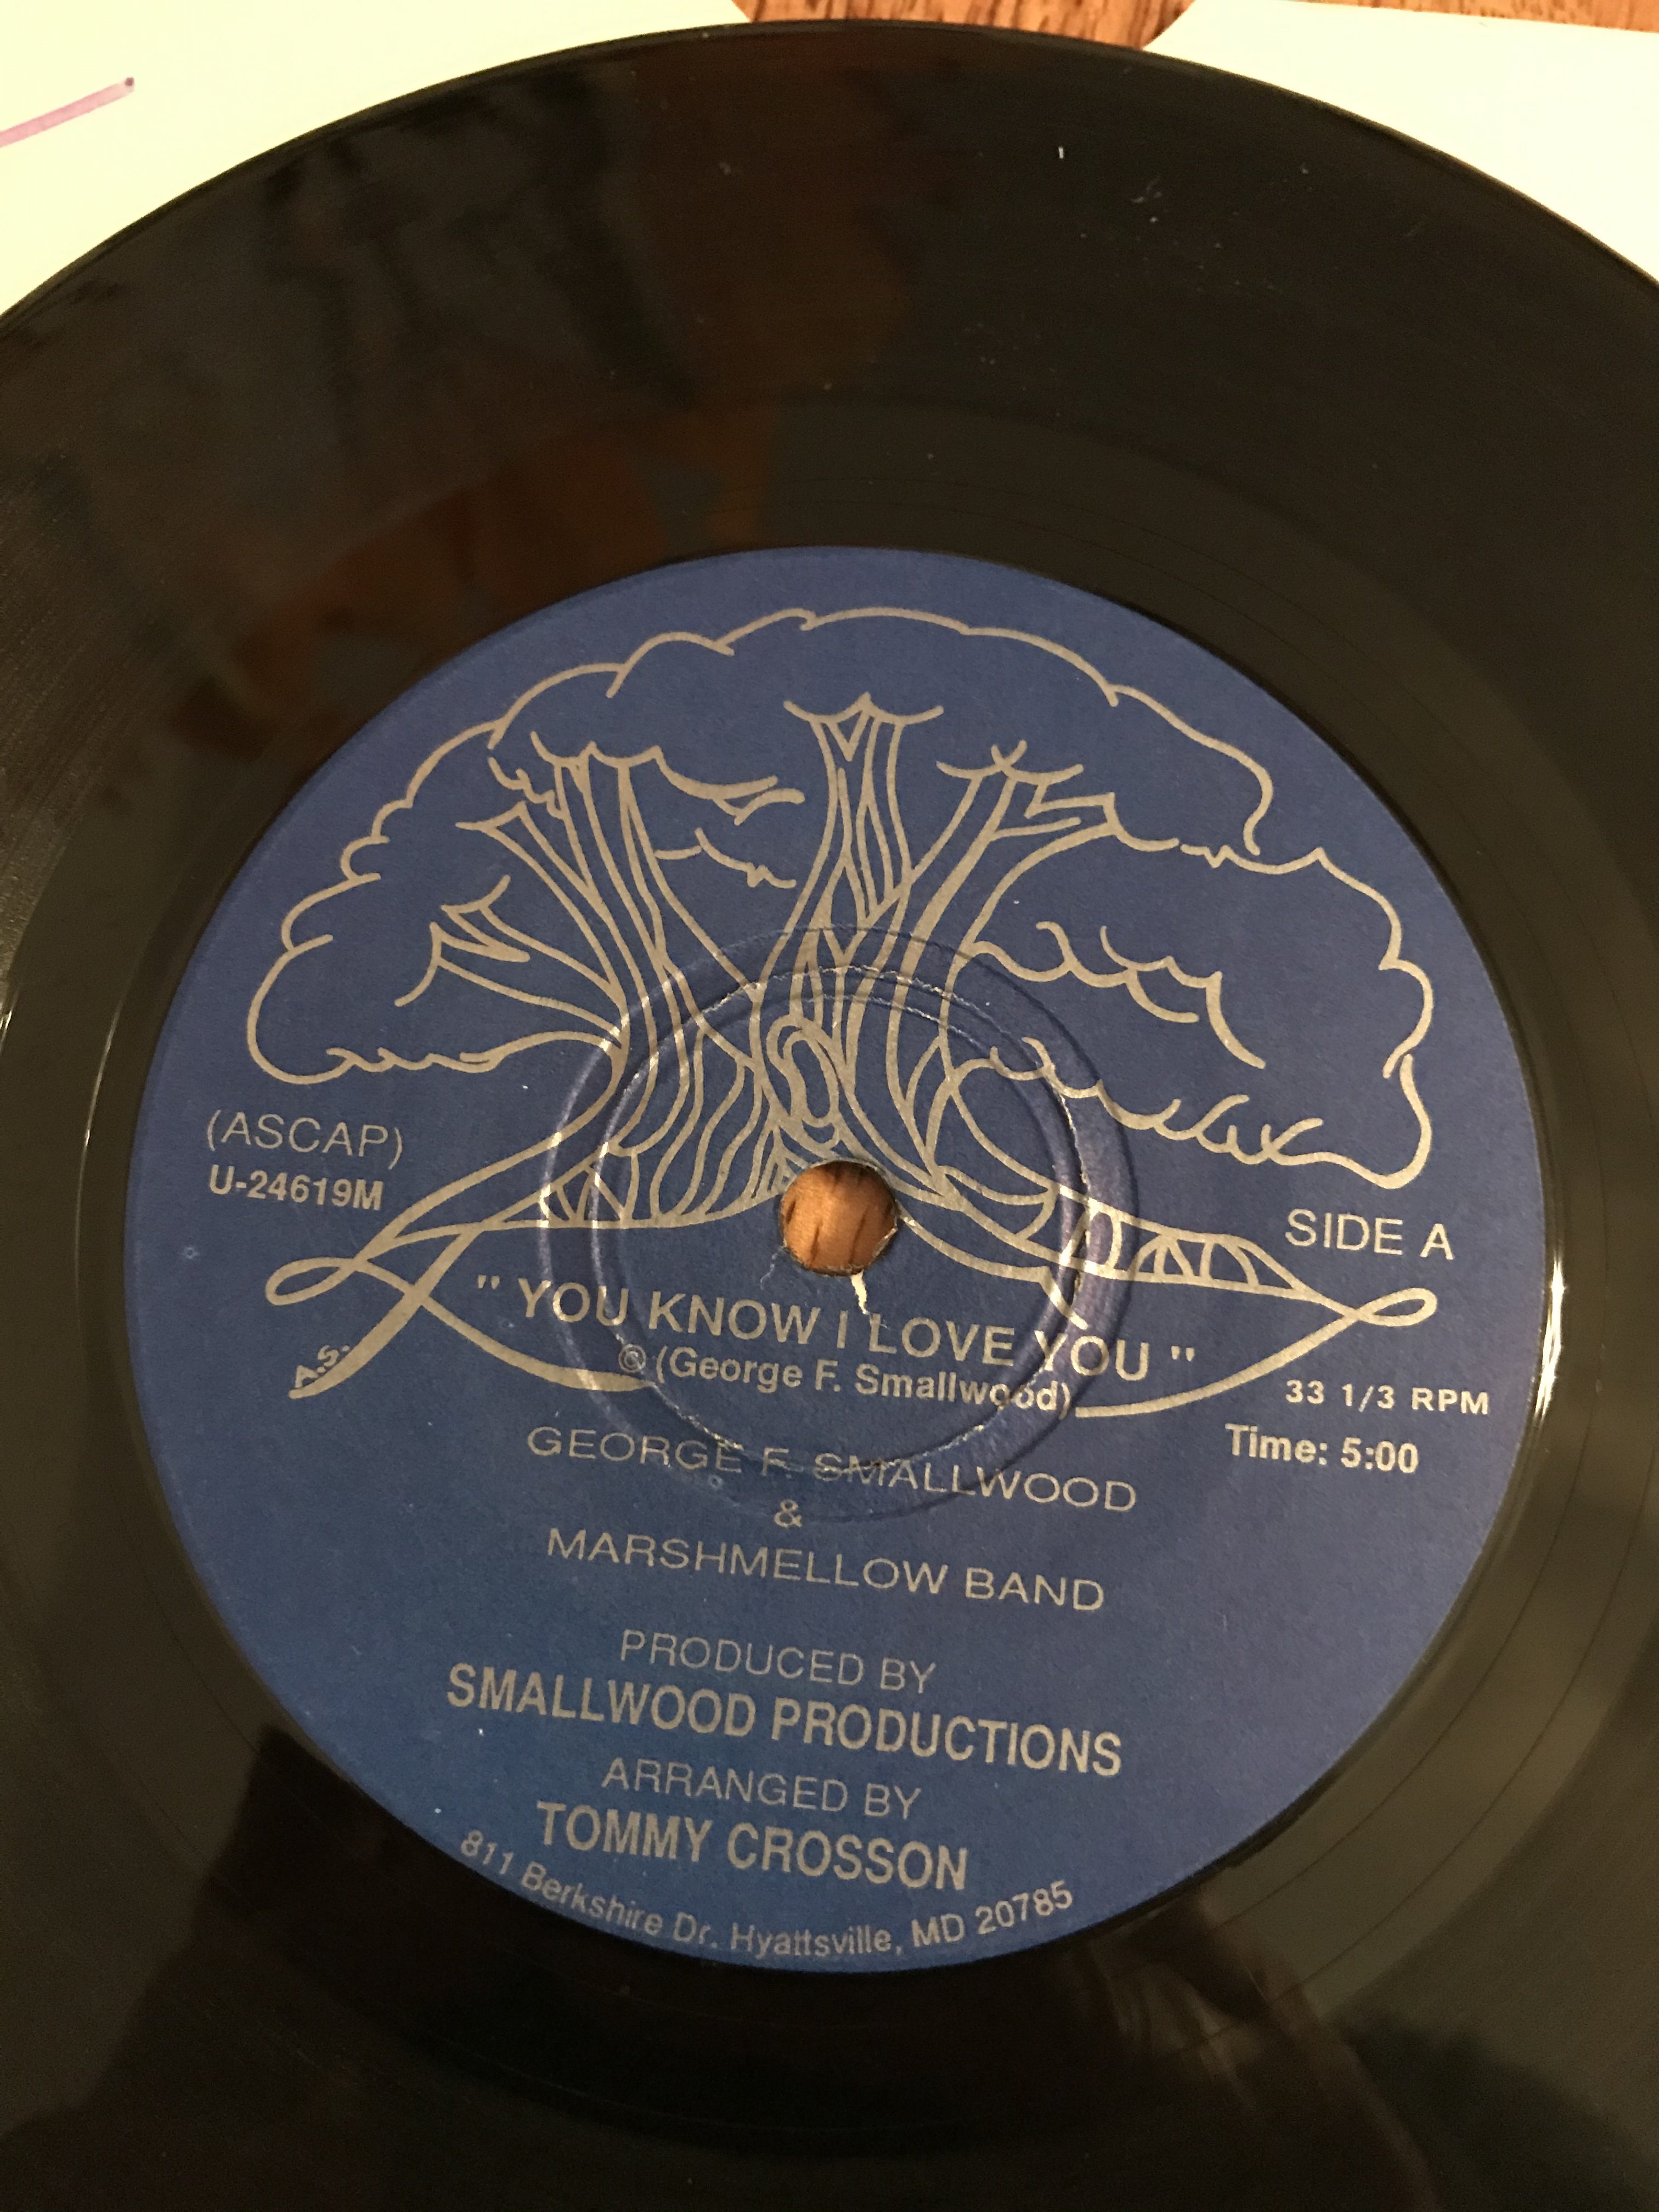 (ASCAP)
U-24619M
SIDE A
" YOU KNOW I LOVE YOU "
© (George F. Smallwood)
A.S.
33 1/3 RPM
Time: 5:00
GEORGE F. SMALLWOOD
&
MARSHMELLOW BAND
PRODUCED BY
SMALLWOOD PRODUCTIONS
ARRANGED BY
TOMMY CROSSON
811 Berkshire Dr. Hyattsville, MD 20785